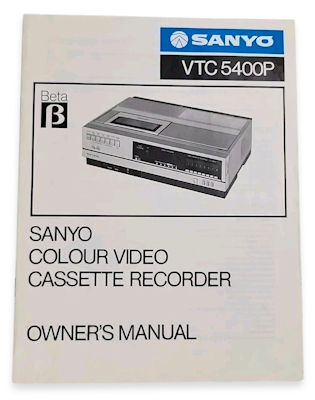 SANYO
VTC 5400P
Beta
β
SANYO
COLOUR VIDEO
CASSETTE RECORDER
OWNER'S MANUAL